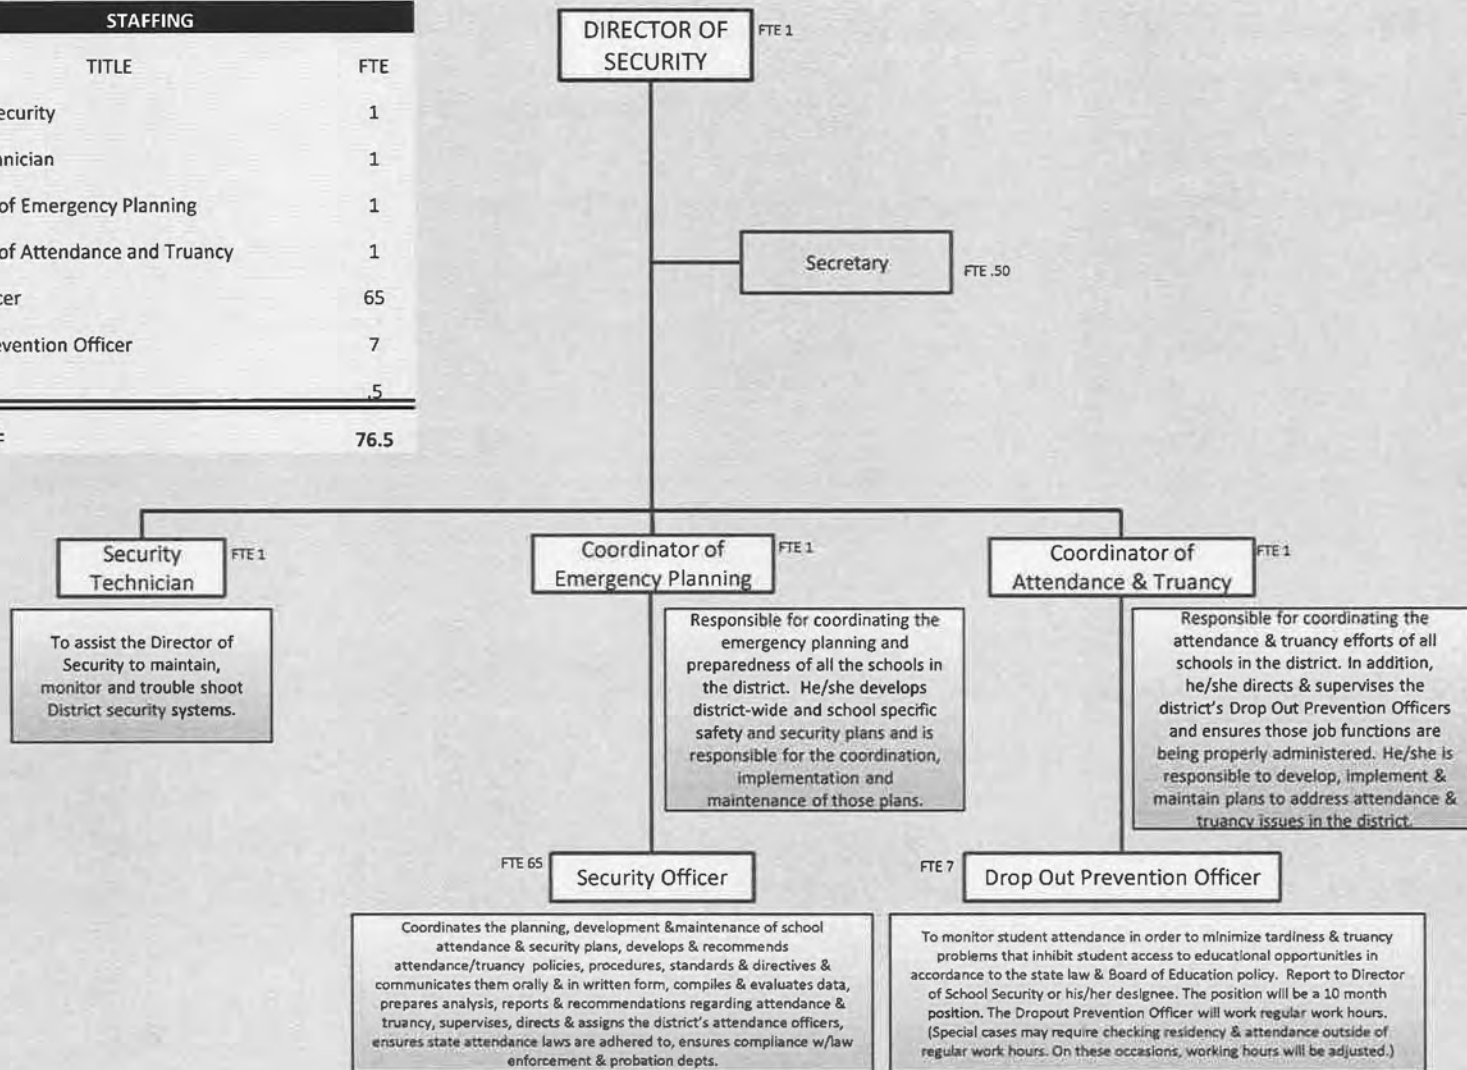 STAFFING
TITLE FTE
ecurity 1
nnician 1
of Emergency Planning 1
of Attendance and Truancy 1
cer 65
evention Officer 7
.5
76.5
DIRECTOR OF
SECURITY
FTE 1
Secretary
FTE .50
Security
Technician
FTE 1
To assist the Director of
Security to maintain,
monitor and trouble shoot
District security systems.
Coordinator of
Emergency Planning
FTE 1
Responsible for coordinating the
emergency planning and
preparedness of all the schools in
the district. He/she develops
district-wide and school specific
safety and security plans and is
responsible for the coordination,
implementation and
maintenance of those plans.
Coordinator of
Attendance & Truancy
FTE 1
Responsible for coordinating the
attendance & truancy efforts of all
schools in the district. In addition,
he/she directs & supervises the
district's Drop Out Prevention Officers
and ensures those job functions are
being properly administered. He/she is
responsible to develop, implement &
maintain plans to address attendance &
truancy issues in the district.
FTE 65
Security Officer
Coordinates the planning, development &maintenance of school
attendance & security plans, develops & recommends
attendance/truancy policies, procedures, standards & directives &
communicates them orally & in written form, compiles & evaluates data,
prepares analysis, reports & recommendations regarding attendance &
truancy, supervises, directs & assigns the district's attendance officers,
ensures state attendance laws are adhered to, ensures compliance w/law
enforcement & probation depts.
FTE 7
Drop Out Prevention Officer
To monitor student attendance in order to minimize tardiness & truancy
problems that inhibit student access to educational opportunities in
accordance to the state law & Board of Education policy. Report to Director
of School Security or his/her designee. The position will be a 10 month
position. The Dropout Prevention Officer will work regular work hours.
(Special cases may require checking residency & attendance outside of
regular work hours. On these occasions, working hours will be adjusted.)